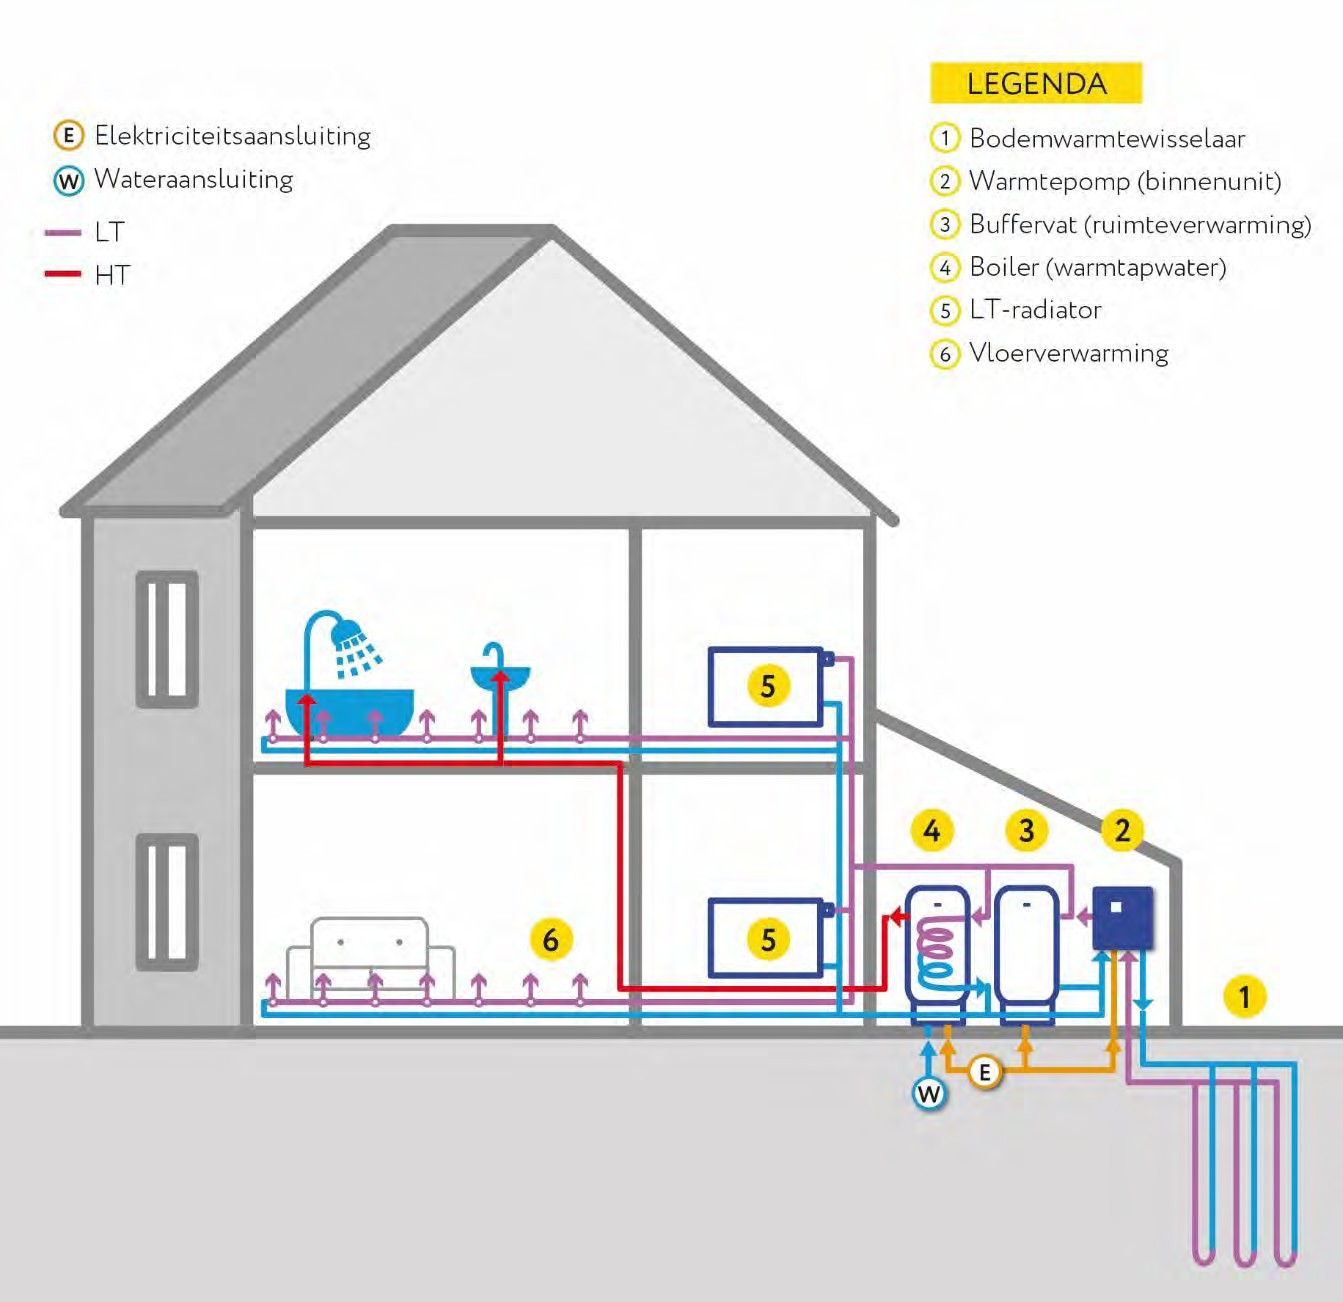 LEGENDA
E Elektriciteitsaansluiting
W Wateraansluiting
LT
HT
1 Bodemwarmtewisselaar
2 Warmtepomp (binnenunit)
3 Buffervat (ruimteverwarming)
4 Boiler (warmtapwater)
5 LT-radiator
6 Vloerverwarming
5
4
3
2
6
5
1
E
W